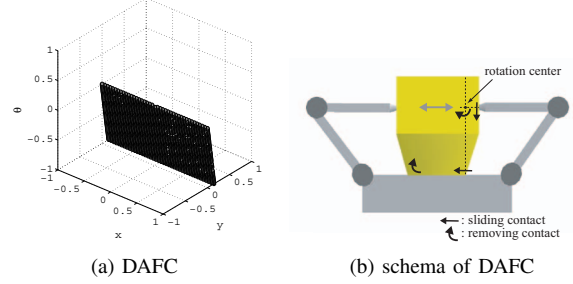 1
0.5
0
−0.5
−1
θ
−1
−0.5
0
0.5
1
x
−1
−0.5
0
0.5
1
y
(a) DAFC
rotation center
: sliding contact
: removing contact
(b) schema of DAFC